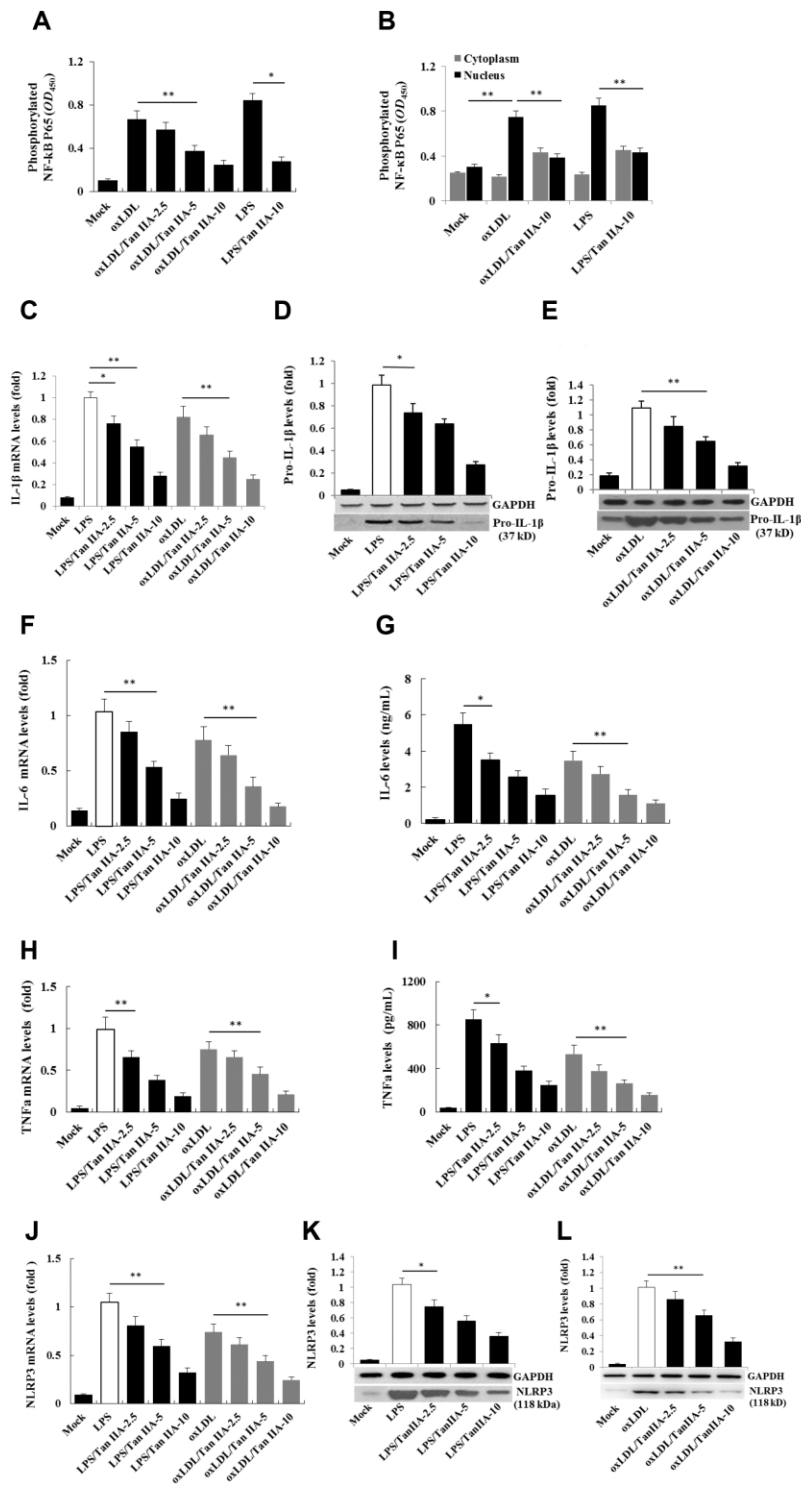 A
Phosphorylated
NF-kB P65 (OD450)
1.2
0.8
0.4
0
**
*
Mock
oxLDL
oxLDL/Tan IIA-2.5
oxLDL/Tan IIA-5
oxLDL/Tan IIA-10
LPS
LPS/Tan IIA-10
B
Phosphorylated
NF-κB P65 (OD450)
1.2
0.8
0.4
0
Cytoplasm
Nucleus
**
**
**
Mock
oxLDL
oxLDL/Tan IIA-10
LPS
LPS/Tan IIA-10
C
IL-1β mRNA levels (fold)
1.2
1
0.8
0.6
0.4
0.2
0
**
*
**
Mock
LPS
LPS/Tan IIA-2.5
LPS/Tan IIA-5
LPS/Tan IIA-10
oxLDL
oxLDL/Tan IIA-2.5
oxLDL/Tan IIA-5
oxLDL/Tan IIA-10
D
Pro-IL-1β levels (fold)
1.2
1
0.8
0.6
0.4
0.2
0
*
GAPDH
Pro-IL-1β
(37 kD)
Mock
LPS
LPS/Tan IIA-2.5
LPS/Tan IIA-5
LPS/Tan IIA-10
E
Pro-IL-1β levels (fold)
1.4
1.2
1
0.8
0.6
0.4
0.2
0
**
GAPDH
Pro-IL-1β
(37 kD)
Mock
oxLDL
oxLDL/Tan IIA-2.5
oxLDL/Tan IIA-5
oxLDL/Tan IIA-10
F
IL-6 mRNA levels (fold)
1.5
1
0.5
0
**
**
Mock
LPS
LPS/Tan IIA-2.5
LPS/Tan IIA-5
LPS/Tan IIA-10
oxLDL
oxLDL/Tan IIA-2.5
oxLDL/Tan IIA-5
oxLDL/Tan IIA-10
G
IL-6 levels (ng/mL)
8
6
4
2
0
*
**
Mock
LPS
LPS/Tan IIA-2.5
LPS/Tan IIA-5
LPS/Tan IIA-10
oxLDL
oxLDL/Tan IIA-2.5
oxLDL/Tan IIA-5
oxLDL/Tan IIA-10
H
TNFa mRNA levels (fold)
1.5
1
0.5
0
**
**
Mock
LPS
LPS/Tan IIA-2.5
LPS/Tan IIA-5
LPS/Tan IIA-10
oxLDL
oxLDL/Tan IIA-2.5
oxLDL/Tan IIA-5
oxLDL/Tan IIA-10
I
TNFa levels (pg/mL)
1200
800
400
0
*
**
Mock
LPS
LPS/Tan IIA-2.5
LPS/Tan IIA-5
LPS/Tan IIA-10
oxLDL
oxLDL/Tan IIA-2.5
oxLDL/Tan IIA-5
oxLDL/Tan IIA-10
J
NLRP3 mRNA levels (fold )
1.5
1
0.5
0
**
**
Mock
LPS
LPS/Tan IIA-2.5
LPS/Tan IIA-5
LPS/Tan IIA-10
oxLDL
oxLDL/Tan IIA-2.5
oxLDL/Tan IIA-5
oxLDL/Tan IIA-10
K
NLRP3 levels (fold)
1.4
1.2
1
0.8
0.6
0.4
0.2
0
*
GAPDH
NLRP3
(118 kDa)
Mock
LPS
LPS/TanIIA-2.5
LPS/TanIIA-5
LPS/TanIIA-10
L
NLRP3 levels (fold)
1.4
1.2
1
0.8
0.6
0.4
0.2
0
**
GAPDH
NLRP3
(118 kD)
Mock
oxLDL
oxLDL/TanIIA-2.5
oxLDL/TanIIA-5
oxLDL/TanIIA-10